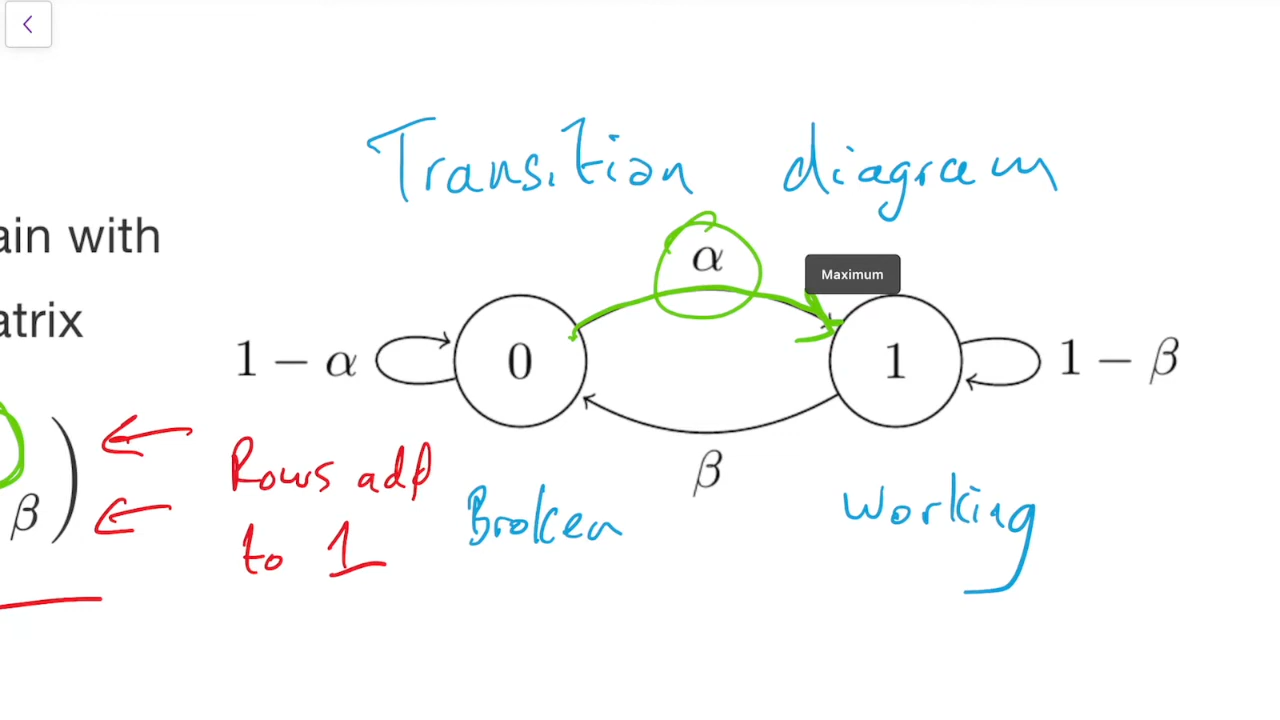 Transition diagram
ain with
α
Maximum
atrix
1 − α
0
1
1 − β
β
Rows add
to 1
β
Broken
Working